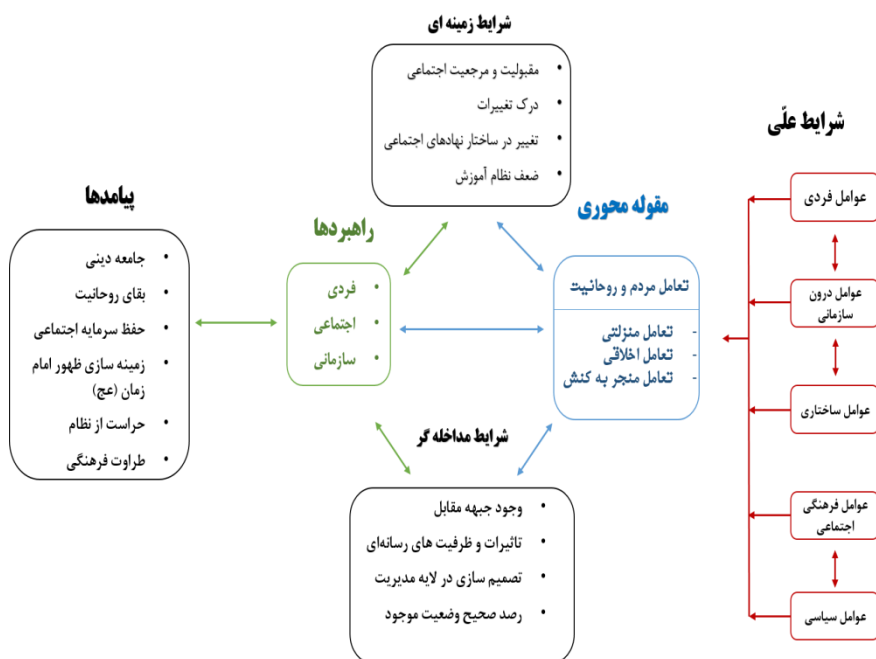 شرایط زمینه ای
مقبولیت و مرجعیت اجتماعی
درک تغییرات
تغییر در ساختار نهادهای اجتماعی
ضعف نظام آموزش
شرایط علّی
عوامل فردی
عوامل درون
سازمانی
عوامل ساختاری
عوامل فرهنگی
اجتماعی
عوامل سیاسی
مقوله محوری
تعامل مردم و روحانیت
- تعامل منزلتی
- تعامل اخلاقی
- تعامل منجر به کنش
راهبردها
فردی
اجتماعی
سازمانی
پیامدها
جامعه دینی
بقای روحانیت
حفظ سرمایه اجتماعی
زمینه سازی ظهور امام
زمان (عج)
حراست از نظام
طراوت فرهنگی
شرایط مداخله گر
وجود جبهه مقابل
تاثیرات و ظرفیت های رسانه‌ای
تصمیم سازی در لایه مدیریت
رصد صحیح وضعیت موجود